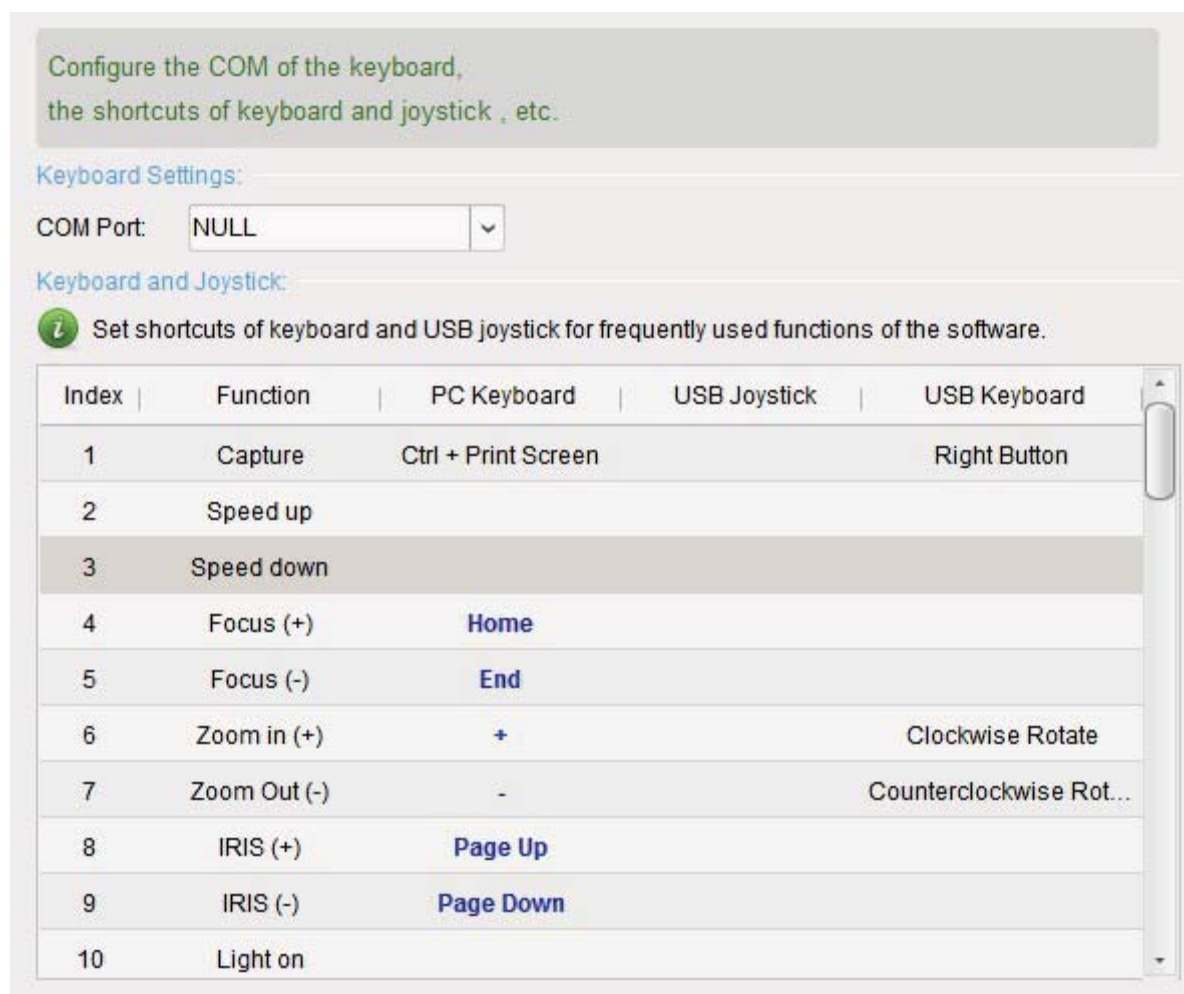 Configure the COM of the keyboard,
the shortcuts of keyboard and joystick , etc.
Keyboard Settings:
COM Port: NULL
Keyboard and Joystick:
i Set shortcuts of keyboard and USB joystick for frequently used functions of the software.
Index Function PC Keyboard USB Joystick USB Keyboard
1 Capture Ctrl + Print Screen Right Button
2 Speed up
3 Speed down
4 Focus (+) Home
5 Focus (-) End
6 Zoom in (+) + Clockwise Rotate
7 Zoom Out (-) - Counterclockwise Rot...
8 IRIS (+) Page Up
9 IRIS (-) Page Down
10 Light on